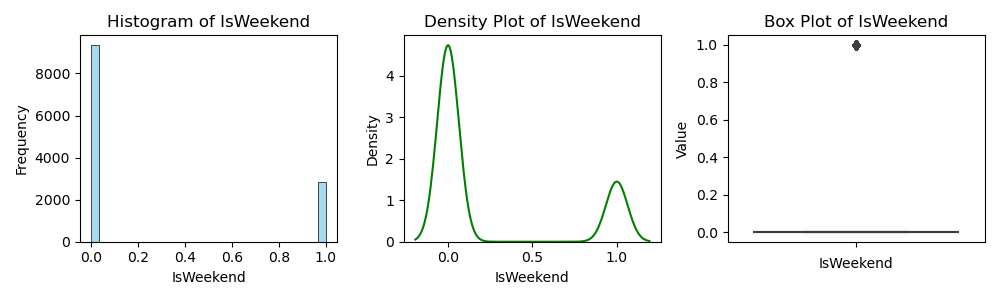 Histogram of IsWeekend
Frequency
8000
6000
4000
2000
0
0.0 0.2 0.4 0.6 0.8 1.0
IsWeekend
Density Plot of IsWeekend
Density
4
3
2
1
0
0.0 0.5 1.0
IsWeekend
Box Plot of IsWeekend
Value
1.0
0.8
0.6
0.4
0.2
0.0
IsWeekend